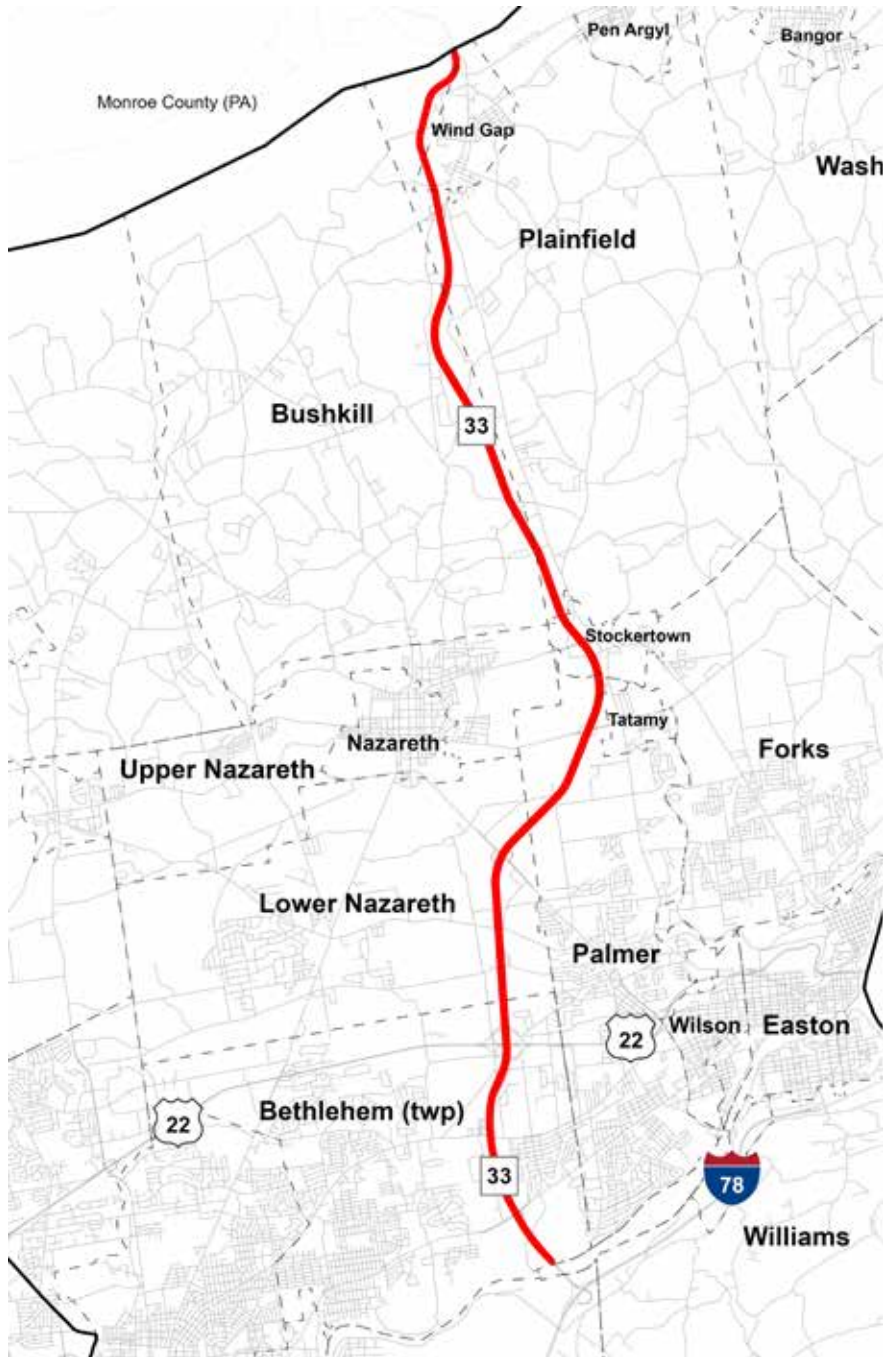 Pen Argyl
Bangor
Monroe County (PA)
Wind Gap
Wash
Plainfield
Bushkill
33
Stockertown
Tatamy
Nazareth
Forks
Upper Nazareth
Lower Nazareth
Palmer
Wilson
Easton
22
Bethlehem (twp)
22
33
78
Williams